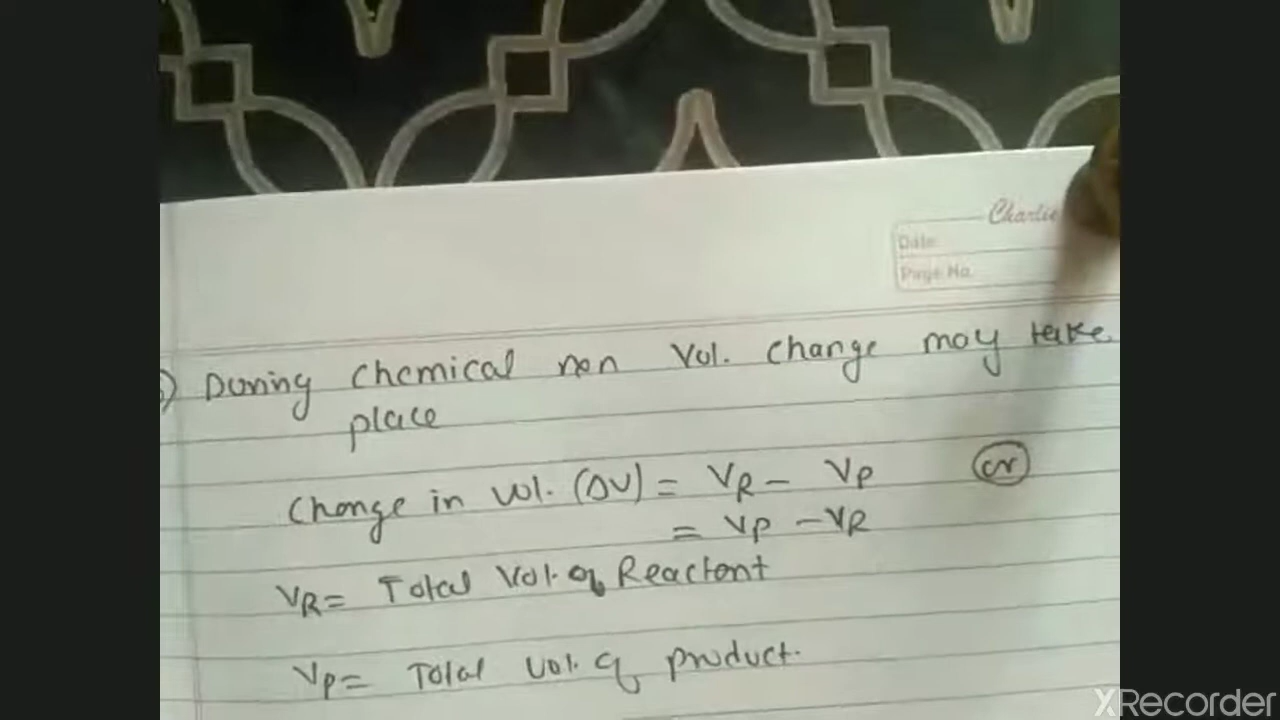 Charlie
Date
Page No.
) During chemical rxn Vol. change may take
place
Change in vol. (ΔV) = VR - VP or
= VP - VR
VR = Total Vol. of Reactant
VP = Total Vol. of product.
XRecorder